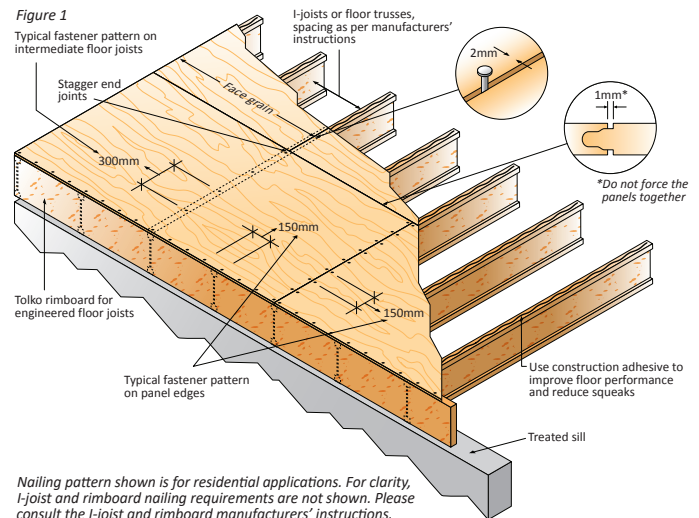 Figure 1
Typical fastener pattern on
intermediate floor joists
I-joists or floor trusses,
spacing as per manufacturers'
instructions
2mm
Stagger end
joints
Face grain
1mm*
*Do not force the
panels together
300mm
150mm
150mm
Tolko rimboard for
engineered floor joists
Typical fastener pattern
on panel edges
Use construction adhesive to
improve floor performance
and reduce squeaks
Treated sill
Nailing pattern shown is for residential applications. For clarity,
I-joist and rimboard nailing requirements are not shown. Please
consult the I-joist and rimboard manufacturers' instructions.